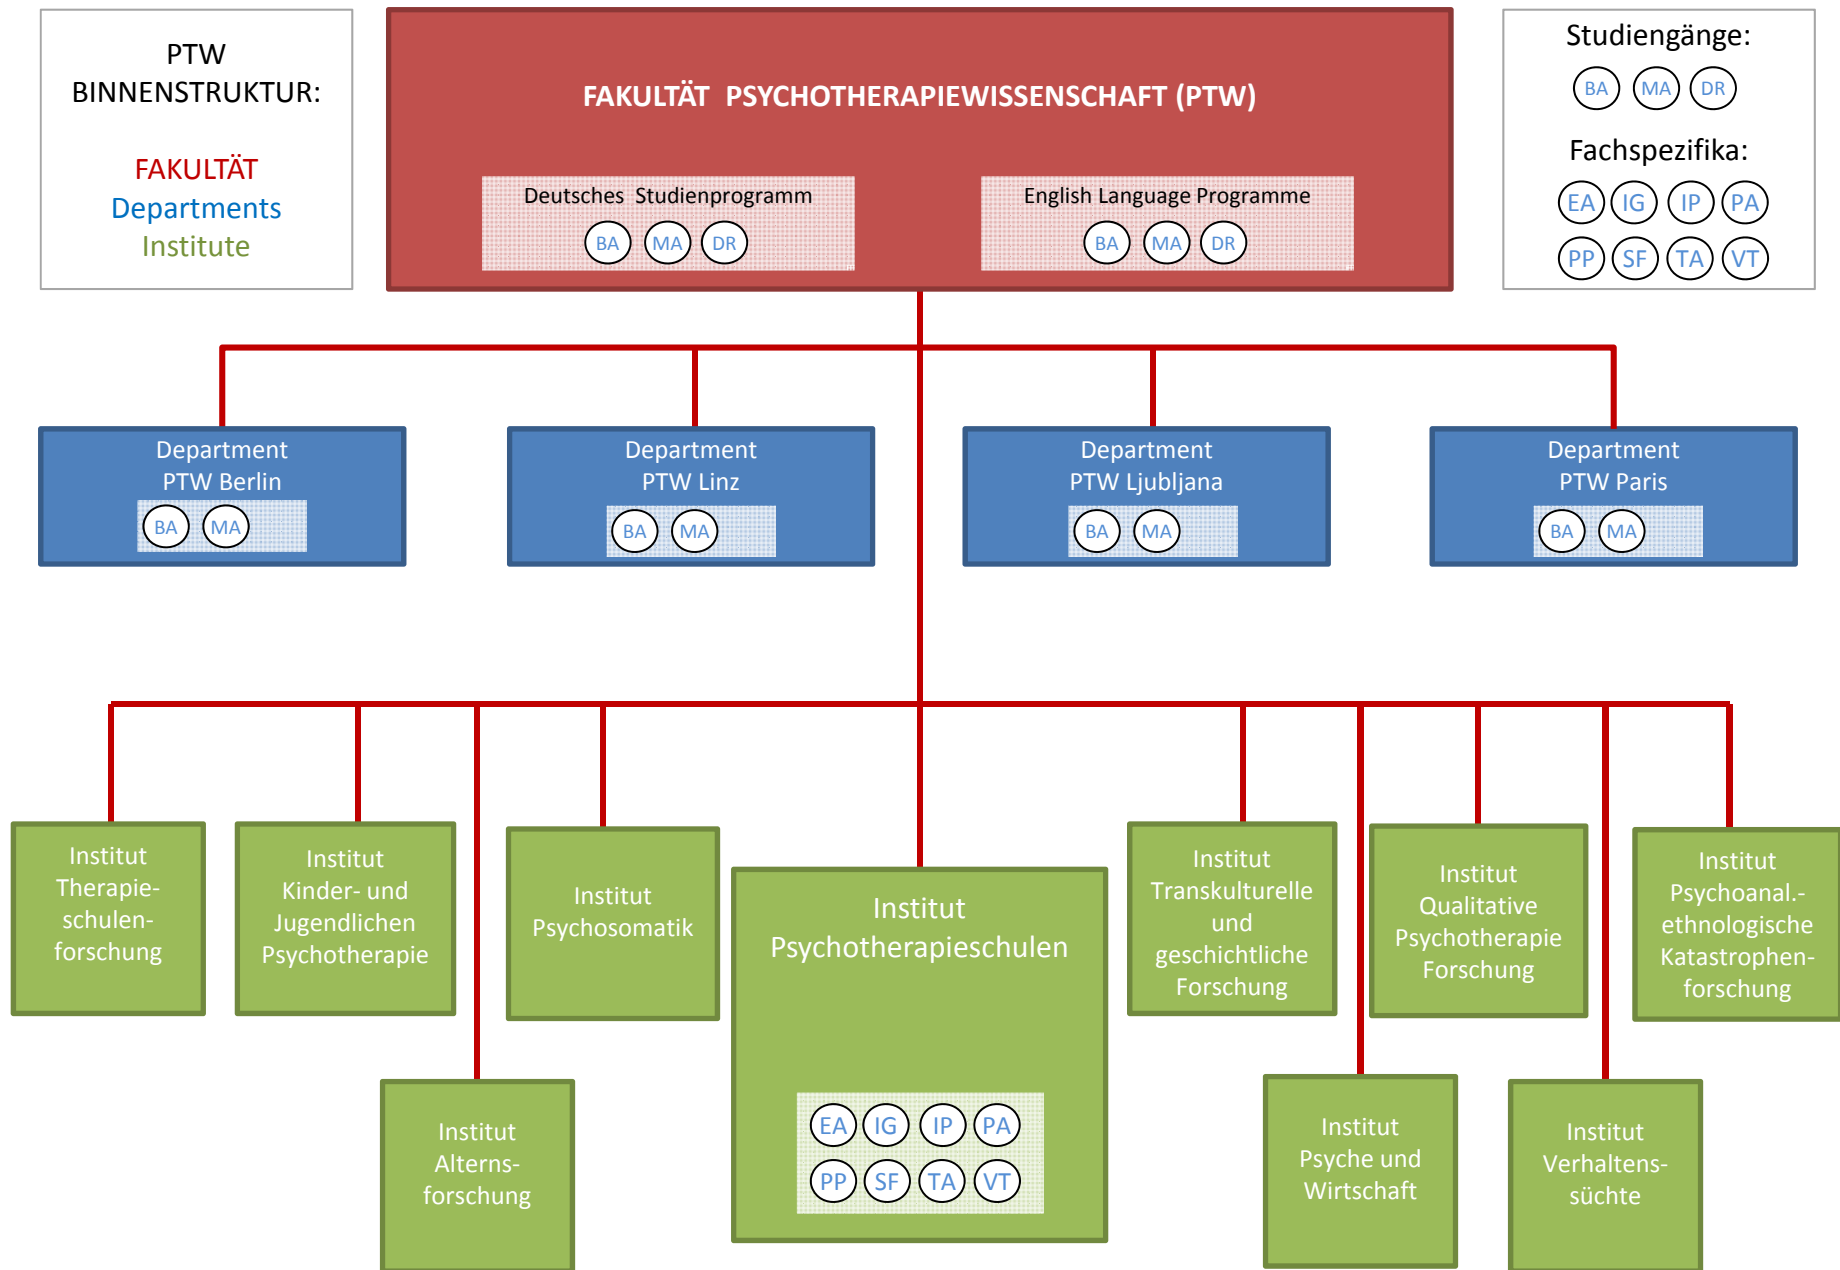 PTW
BINNENSTRUKTUR:
FAKULTÄT
Departments
Institute
FAKULTÄT PSYCHOTHERAPIEWISSENSCHAFT (PTW)
Deutsches Studienprogramm
BA MA DR
English Language Programme
BA MA DR
Studiengänge:
BA MA DR
Fachspezifika:
EA IG IP PA
PP SF TA VT
Department
PTW Berlin
BA MA
Department
PTW Linz
BA MA
Department
PTW Ljubljana
BA MA
Department
PTW Paris
BA MA
Institut
Therapie-
schulen-
forschung
Institut
Kinder- und
Jugendlichen
Psychotherapie
Institut
Psychosomatik
Institut
Psychotherapieschulen
EA IG IP PA
PP SF TA VT
Institut
Transkulturelle
und
geschichtliche
Forschung
Institut
Qualitative
Psychotherapie
Forschung
Institut
Psychoanal.-
ethnologische
Katastrophen-
forschung
Institut
Alterns-
forschung
Institut
Psyche und
Wirtschaft
Institut
Verhaltens-
süchte